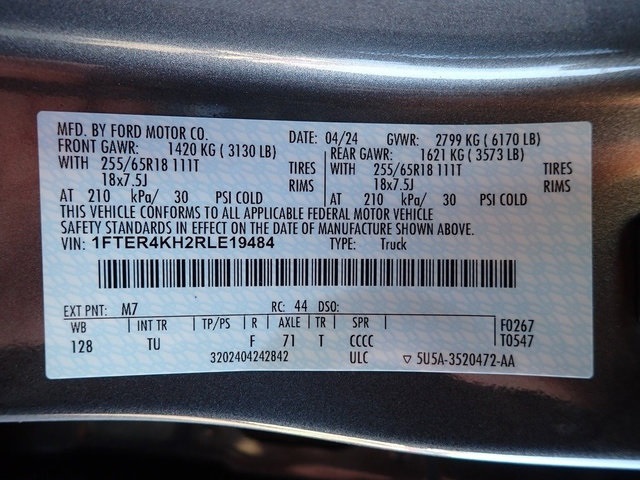 MFD. BY FORD MOTOR CO. DATE: 04/24 GVWR: 2799 KG ( 6170 LB)
FRONT GAWR: 1420 KG ( 3130 LB) REAR GAWR: 1621 KG ( 3573 LB)
WITH 255/65R18 111T TIRES WITH 255/65R18 111T TIRES
18x7.5J RIMS 18x7.5J RIMS
AT 210 kPa/ 30 PSI COLD AT 210 kPa/ 30 PSI COLD
THIS VEHICLE CONFORMS TO ALL APPLICABLE FEDERAL MOTOR VEHICLE
SAFETY STANDARDS IN EFFECT ON THE DATE OF MANUFACTURE SHOWN ABOVE.
VIN: 1FTER4KH2RLE19484 TYPE: Truck
EXT PNT: M7 RC: 44 DSO:
WB INT TR TP/PS R AXLE TR SPR F0267
128 TU F 71 T CCCC T0547
3202404242842 ULC ▽ 5U5A-3520472-AA